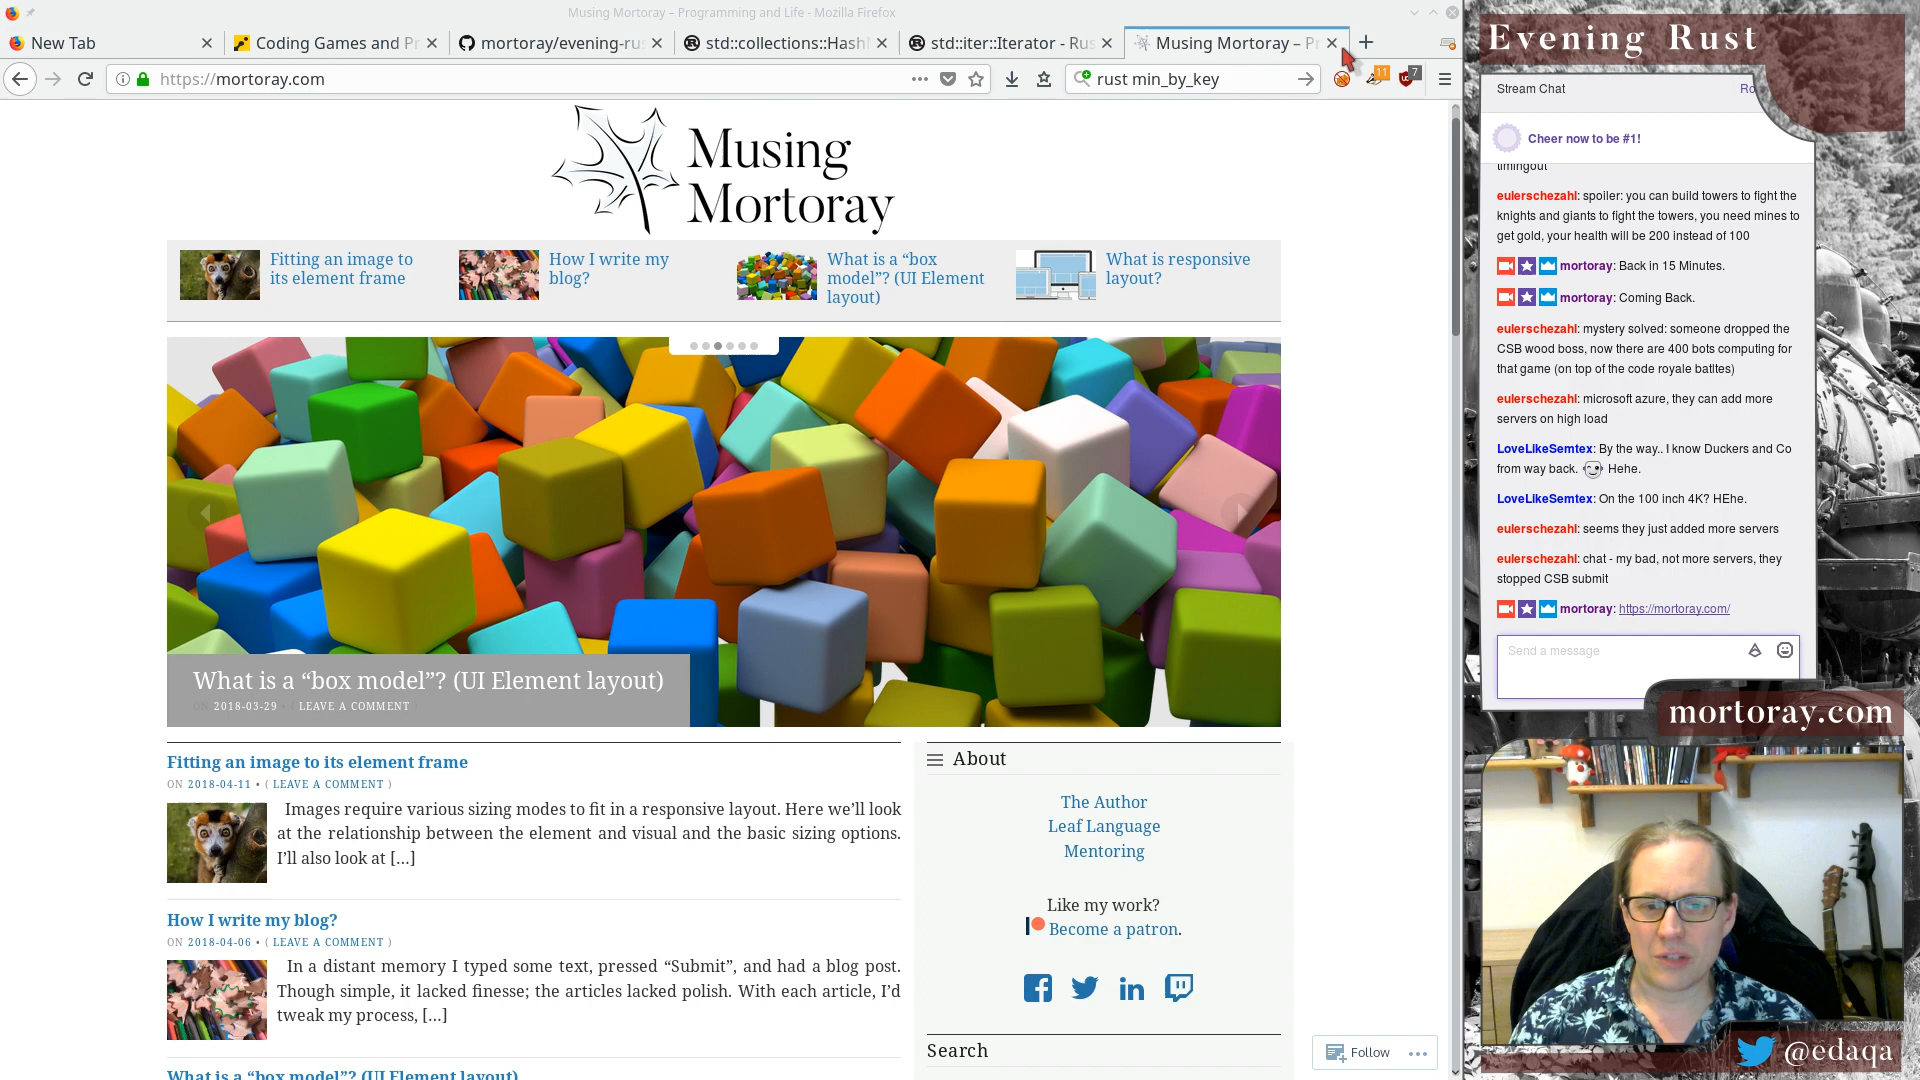 Musing Mortoray – Programming and Life - Mozilla Firefox
New Tab
Coding Games and Pr
mortoray/evening-rus
std::collections::Hash
std::iter::Iterator - Rus
Musing Mortoray – Pr
https://mortoray.com
rust min_by_key
11
7
Musing
Mortoray
Fitting an image to
its element frame
How I write my
blog?
What is a “box
model”? (UI Element
layout)
What is responsive
layout?
What is a “box model”? (UI Element layout)
ON 2018-03-29 • ( LEAVE A COMMENT )
Fitting an image to its element frame
ON 2018-04-11 • ( LEAVE A COMMENT )
Images require various sizing modes to fit in a responsive layout. Here we’ll look
at the relationship between the element and visual and the basic sizing options.
I’ll also look at […]
How I write my blog?
ON 2018-04-06 • ( LEAVE A COMMENT )
In a distant memory I typed some text, pressed “Submit”, and had a blog post.
Though simple, it lacked finesse; the articles lacked polish. With each article, I’d
tweak my process, […]
What is a “box model”? (UI Element layout)
About
The Author
Leaf Language
Mentoring
Like my work?
Become a patron.
Search
Follow
Evening Rust
Stream Chat
Ro
Cheer now to be #1!
timingout
eulerschezahl: spoiler: you can build towers to fight the
knights and giants to fight the towers, you need mines to
get gold, your health will be 200 instead of 100
mortoray: Back in 15 Minutes.
mortoray: Coming Back.
eulerschezahl: mystery solved: someone dropped the
CSB wood boss, now there are 400 bots computing for
that game (on top of the code royale batltes)
eulerschezahl: microsoft azure, they can add more
servers on high load
LoveLikeSemtex: By the way.. I know Duckers and Co
from way back. Hehe.
LoveLikeSemtex: On the 100 inch 4K? HEhe.
eulerschezahl: seems they just added more servers
eulerschezahl: chat - my bad, not more servers, they
stopped CSB submit
mortoray: https://mortoray.com/
Send a message
mortoray.com
@edaqa